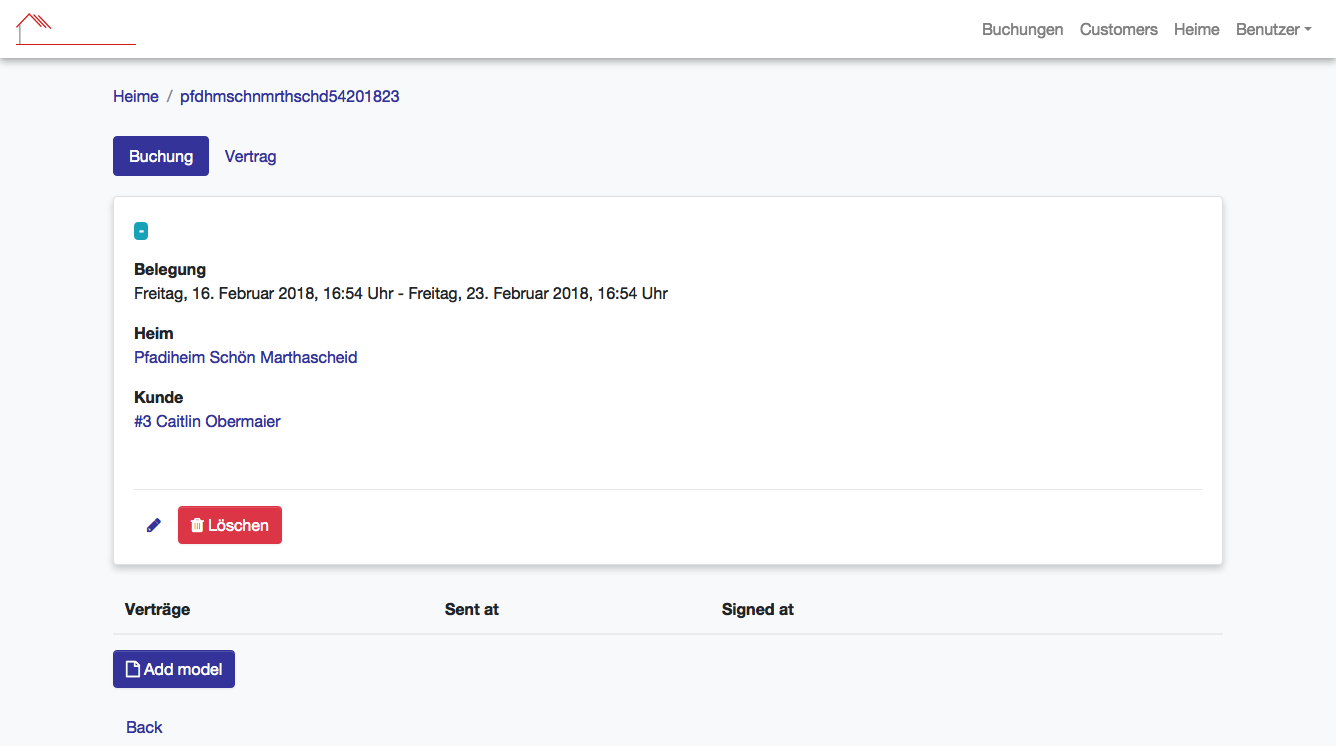 Buchungen Customers Heime Benutzer
Heime / pfdhmschnmrthschd54201823
Buchung Vertrag
-
Belegung
Freitag, 16. Februar 2018, 16:54 Uhr - Freitag, 23. Februar 2018, 16:54 Uhr
Heim
Pfadiheim Schön Marthascheid
Kunde
#3 Caitlin Obermaier
Löschen
Verträge Sent at Signed at
Add model
Back